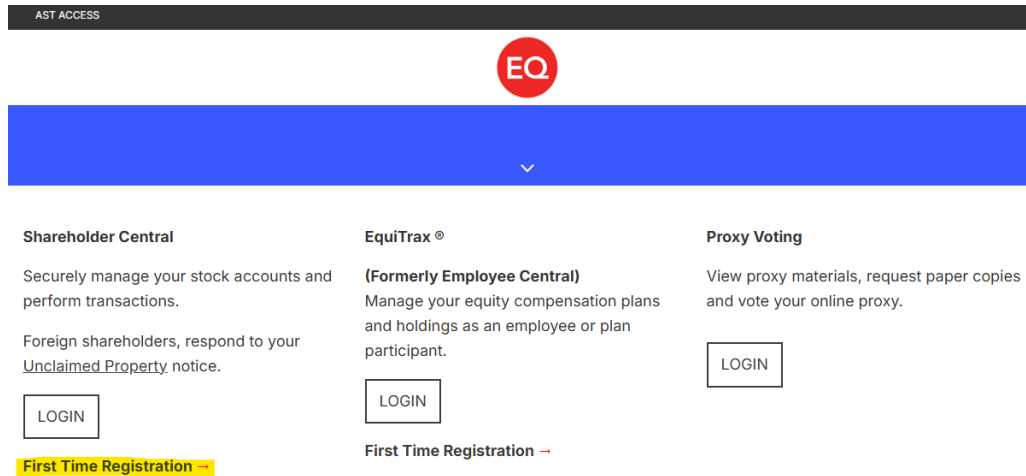 AST ACCESS
EQ
Shareholder Central
Securely manage your stock accounts and
perform transactions.
Foreign shareholders, respond to your
Unclaimed Property notice.
LOGIN
First Time Registration →
EquiTrax ®
(Formerly Employee Central)
Manage your equity compensation plans
and holdings as an employee or plan
participant.
LOGIN
First Time Registration →
Proxy Voting
View proxy materials, request paper copies
and vote your online proxy.
LOGIN